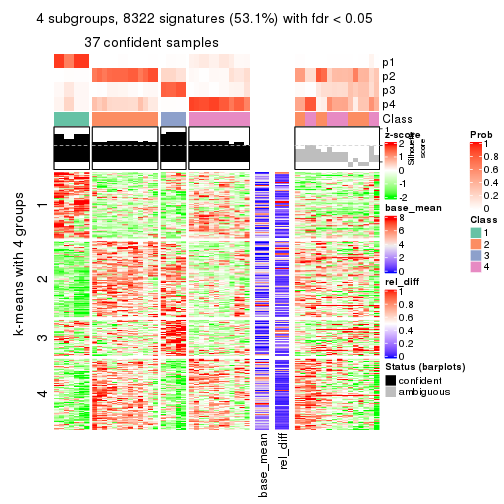 4 subgroups, 8322 signatures (53.1%) with fdr < 0.05
37 confident samples
p1
p2
p3
p4
Class
Silhouette score
1
k-means with 4 groups
1
2
3
4
base_mean
rel_diff
z-score
2
1
0
-1
-2
base_mean
8
6
4
2
0
rel_diff
1
0.8
0.6
0.4
0.2
0
Status (barplots)
confident
ambiguous
Prob
1
0.8
0.6
0.4
0.2
0
Class
1
2
3
4